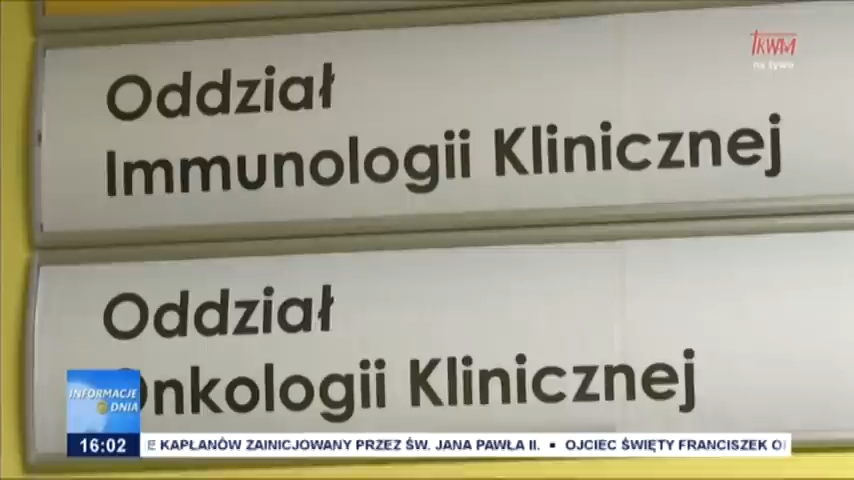 TRWAM
na żywo
Oddział
Immunologii Klinicznej
Oddział
Onkologii Klinicznej
INFORMACJE
DNIA
16:02
KAPŁANÓW ZAINICJOWANY PRZEZ ŚW. JANA PAWŁA II. ▪ OJCIEC ŚWIĘTY FRANCISZEK